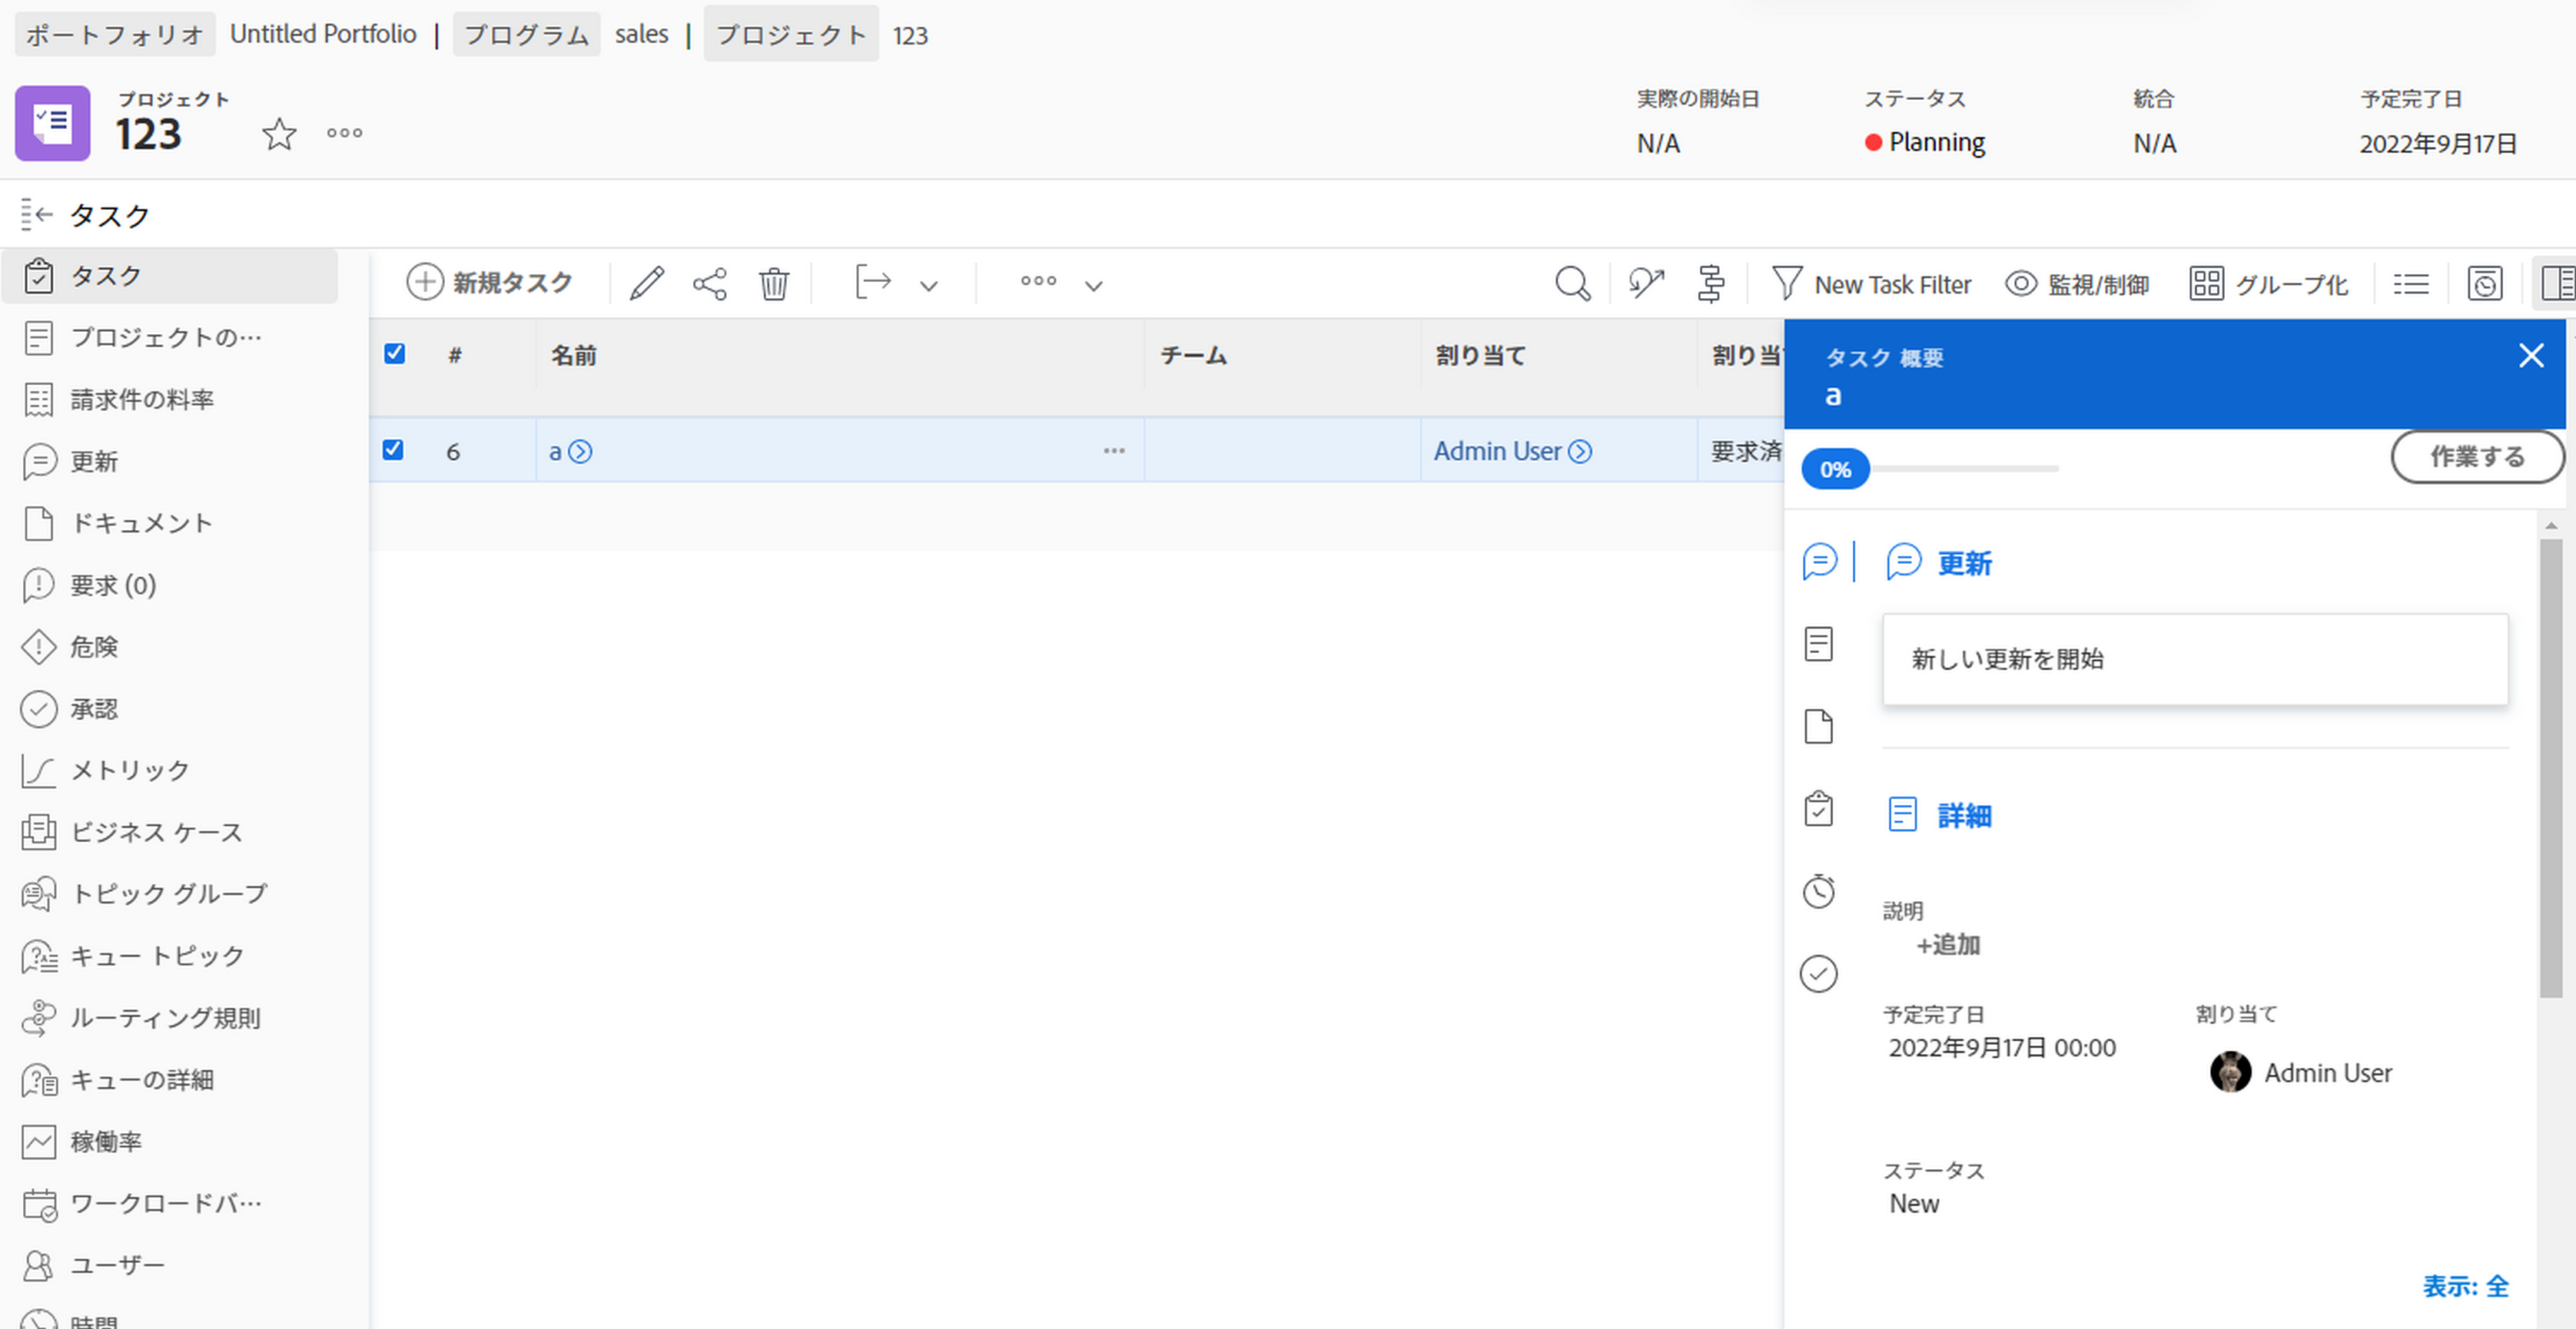 ポートフォリオ Untitled Portfolio | プログラム sales | プロジェクト 123
プロジェクト
123
実際の開始日
N/A
ステータス
Planning
統合
N/A
予定完了日
2022年9月17日
タスク
タスク
プロジェクトの…
請求件の料率
更新
ドキュメント
要求 (0)
危険
承認
メトリック
ビジネス ケース
トピック グループ
キュー トピック
ルーティング規則
キューの詳細
稼働率
ワークロードバ…
ユーザー
時間
新規タスク
New Task Filter
監視/制御
グループ化
# 名前 チーム 割り当て 割り当
6 a Admin User 要求済
タスク 概要
a
0%
作業する
更新
新しい更新を開始
詳細
説明
+追加
予定完了日
2022年9月17日 00:00
割り当て
Admin User
ステータス
New
表示: 全